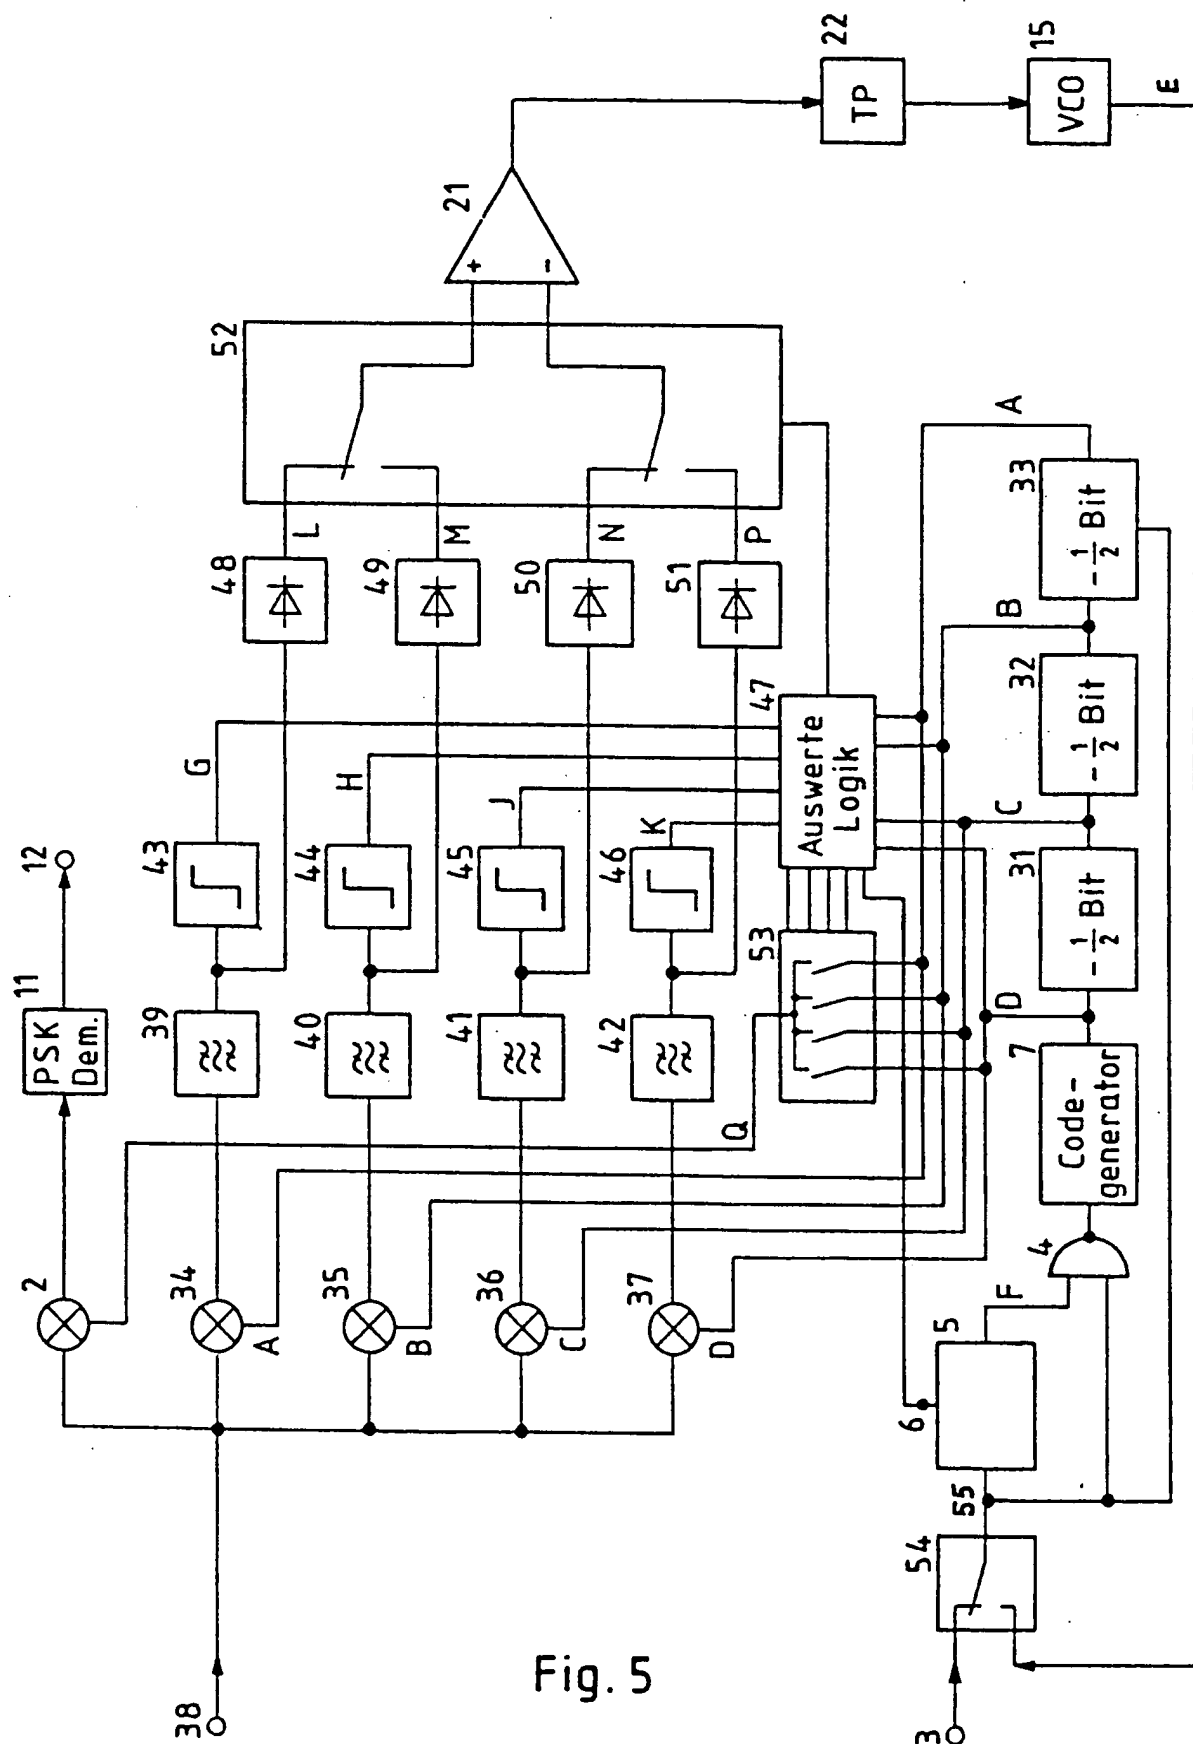 38
3
2
34
A
35
B
36
C
37
D
PSK
Dem.
11
12
39
40
41
42
43
44
45
46
G
H
J
K
48
49
50
51
L
M
N
P
52
+
-
21
TP
22
VCO
15
E
Auswerte
Logik
47
53
Q
54
55
6
5
F
4
Code-
generator
7
D
- 1/2 Bit
31
C
- 1/2 Bit
32
B
- 1/2 Bit
33
A
Fig. 5